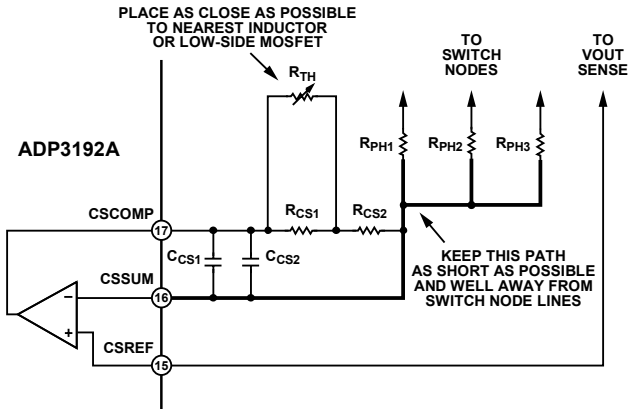 PLACE AS CLOSE AS POSSIBLE
TO NEAREST INDUCTOR
OR LOW-SIDE MOSFET
TO
SWITCH
NODES
TO
VOUT
SENSE
RTH
ADP3192A
RPH1
RPH2
RPH3
CSCOMP
17
RCS1
RCS2
CCS1
CCS2
KEEP THIS PATH
AS SHORT AS POSSIBLE
AND WELL AWAY FROM
SWITCH NODE LINES
CSSUM
16
–
+
CSREF
15